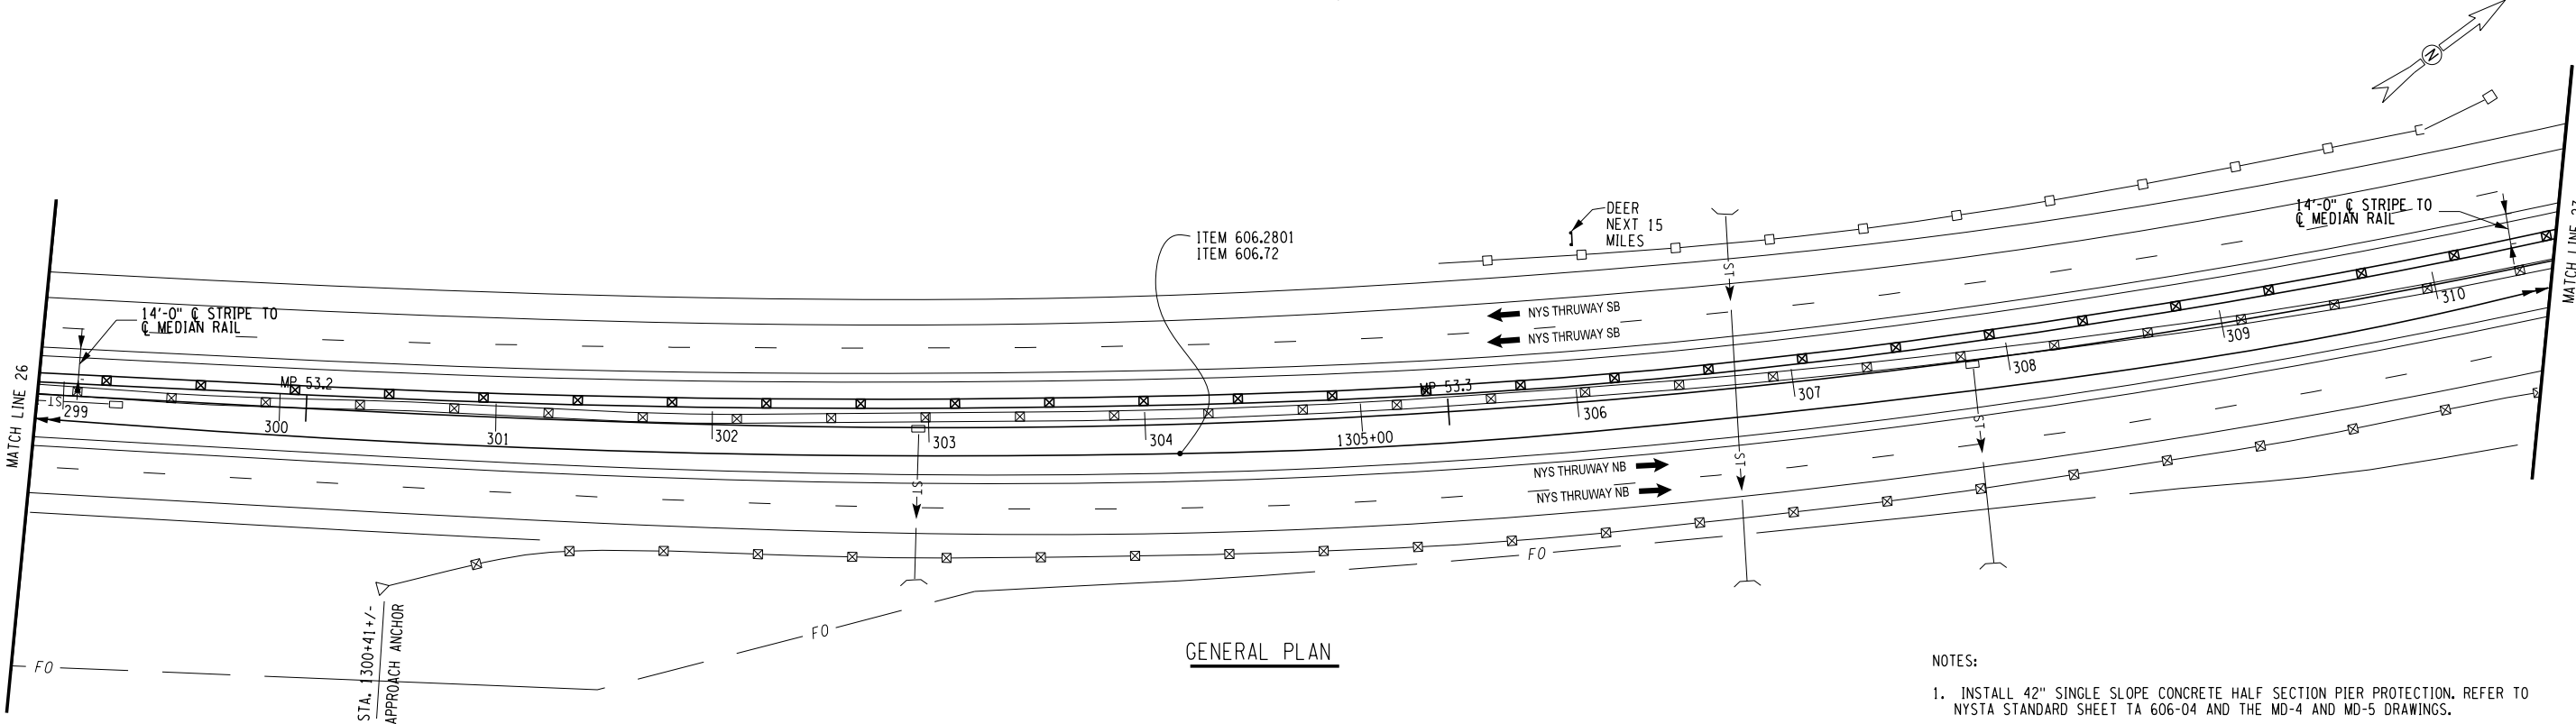 N
DEER
NEXT 15
MILES
14'-0" ℄ STRIPE TO
℄ MEDIAN RAIL
ITEM 606.2801
ITEM 606.72
ST
NYS THRUWAY SB
NYS THRUWAY SB
14'-0" ℄ STRIPE TO
℄ MEDIAN RAIL
MATCH LINE 26
MP 53.2
MP 53.3
299
300
301
302
303
304
1305+00
306
307
308
309
310
ST
ST
ST
NYS THRUWAY NB
NYS THRUWAY NB
FO
FO
FO
STA. 1300+41+/-
APPROACH ANCHOR
GENERAL PLAN
NOTES:
1. INSTALL 42" SINGLE SLOPE CONCRETE HALF SECTION PIER PROTECTION. REFER TO
NYSTA STANDARD SHEET TA 606-04 AND THE MD-4 AND MD-5 DRAWINGS.
MATCH LINE